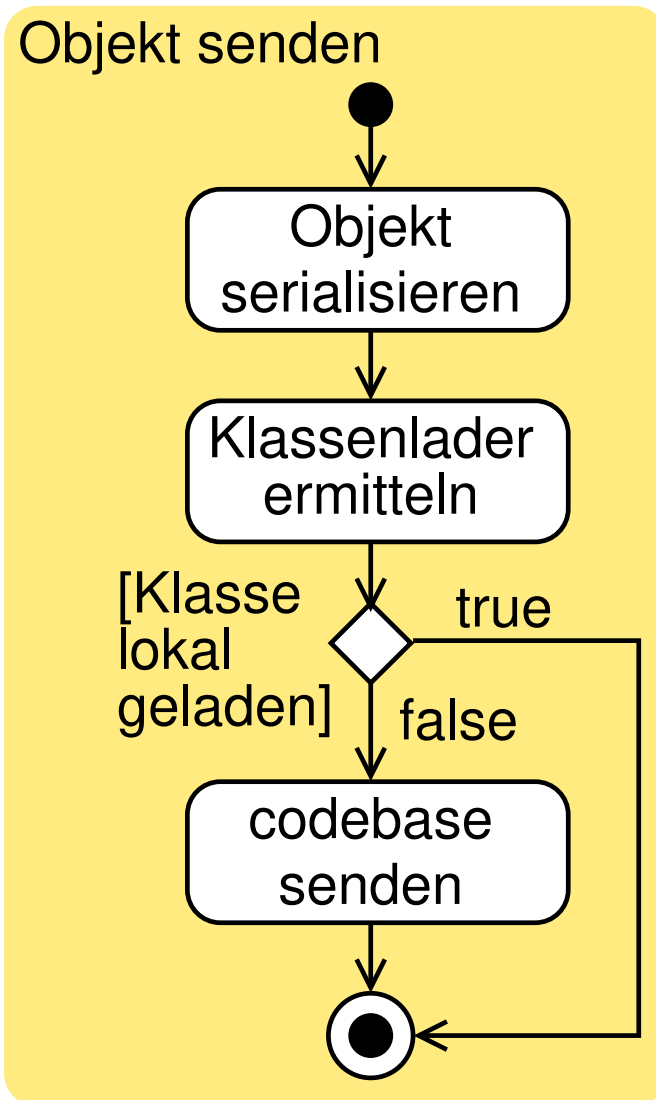 Objekt senden
Objekt
serialisieren
Klassenlader
ermitteln
[Klasse
lokal
geladen]
true
false
codebase
senden